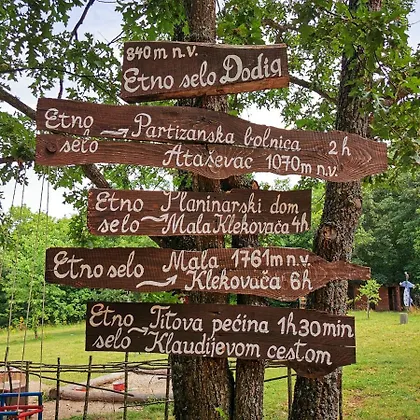 840 m n.v.
Etno selo Dodig
Etno selo → Partizanska bolnica 2 h
Ataševac 1070 m n.v.
Etno selo → Planinarski dom
Mala Klekovača 4h
Etno selo → Mala 1761m n.v.
Klekovača 6h
Etno selo → Titova pećina 1h30min
Klaudijevom cestom